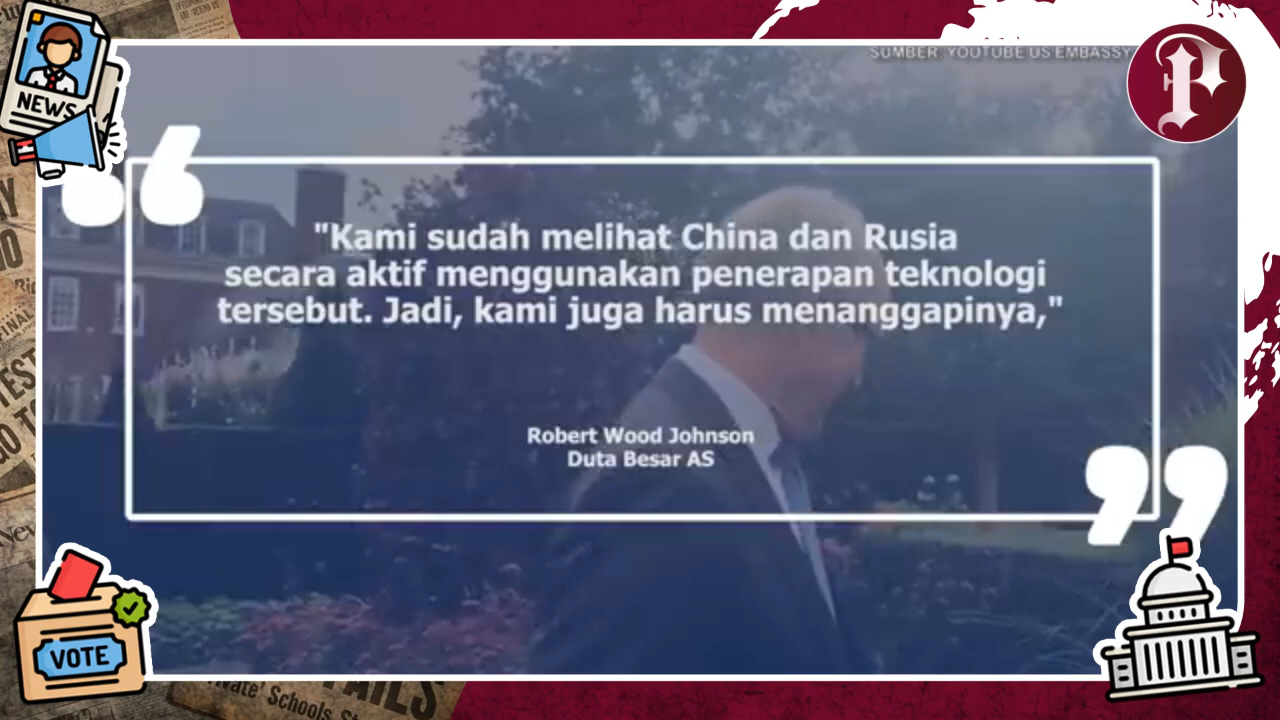 SUMBER: YOUTUBE US EMBASSY
NEWS
"Kami sudah melihat China dan Rusia
secara aktif menggunakan penerapan teknologi
tersebut. Jadi, kami juga harus menanggapinya,"
Robert Wood Johnson
Duta Besar AS
VOTE
Schools